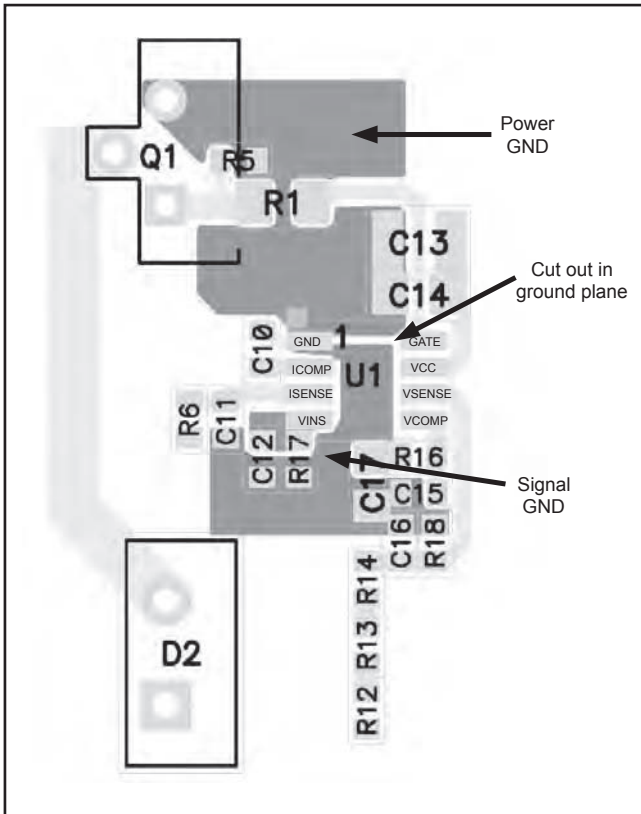 Power
GND
Q1
R5
R1
C13
Cut out in
ground plane
C14
C10
GND
1
GATE
ICOMP
U1
VCC
ISENSE
VSENSE
R6
C11
VINS
VCOMP
C12
R17
R16
C15
Signal
GND
C16
R18
R14
R13
D2
R12